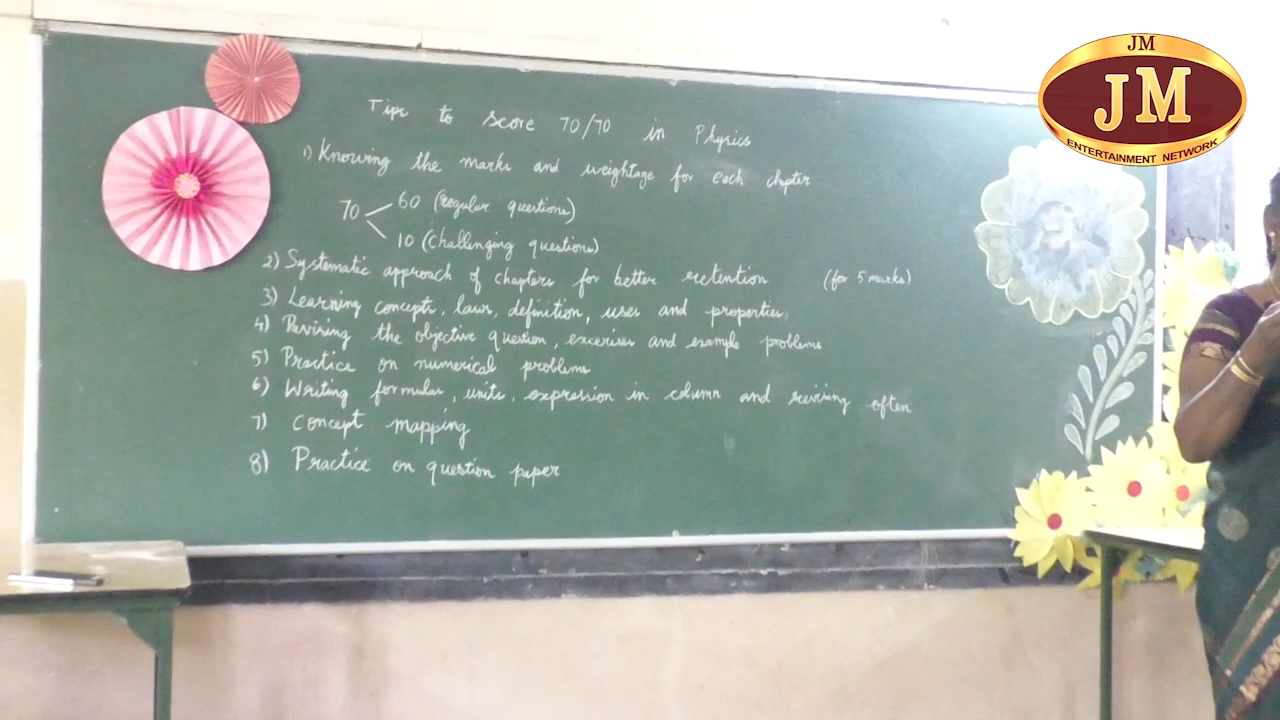 Tips to score 70/70 in Physics
1) Knowing the marks and weightage for each chapter
70
60 (regular questions)
10 (challenging questions)
2) Systematic approach of chapters for better retention (for 5 marks)
3) Learning concepts, laws, definition, uses and properties.
4) Revising the objective question, excerises and example problems
5) Practice on numerical problems
6) Writing formulas, units, expression in column and revising often
7) Concept mapping
8) Practice on question paper
JM
JM
ENTERTAINMENT NETWORK